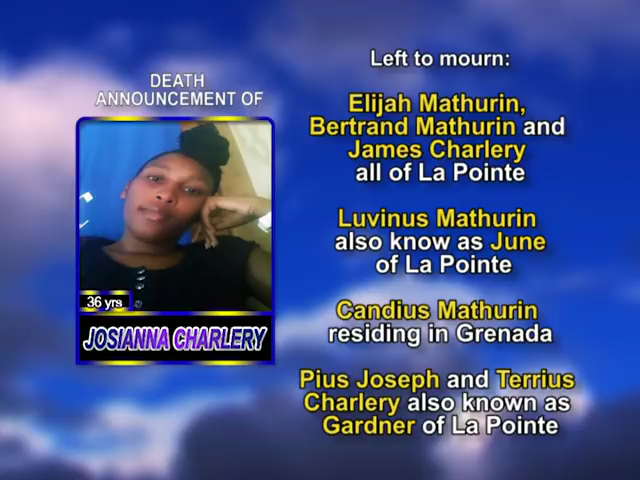 DEATH
ANNOUNCEMENT OF
36 yrs
JOSIANNA CHARLERY
Left to mourn:
Elijah Mathurin,
Bertrand Mathurin and
James Charlery
all of La Pointe
Luvinus Mathurin
also know as June
of La Pointe
Candius Mathurin
residing in Grenada
Pius Joseph and Terrius
Charlery also known as
Gardner of La Pointe